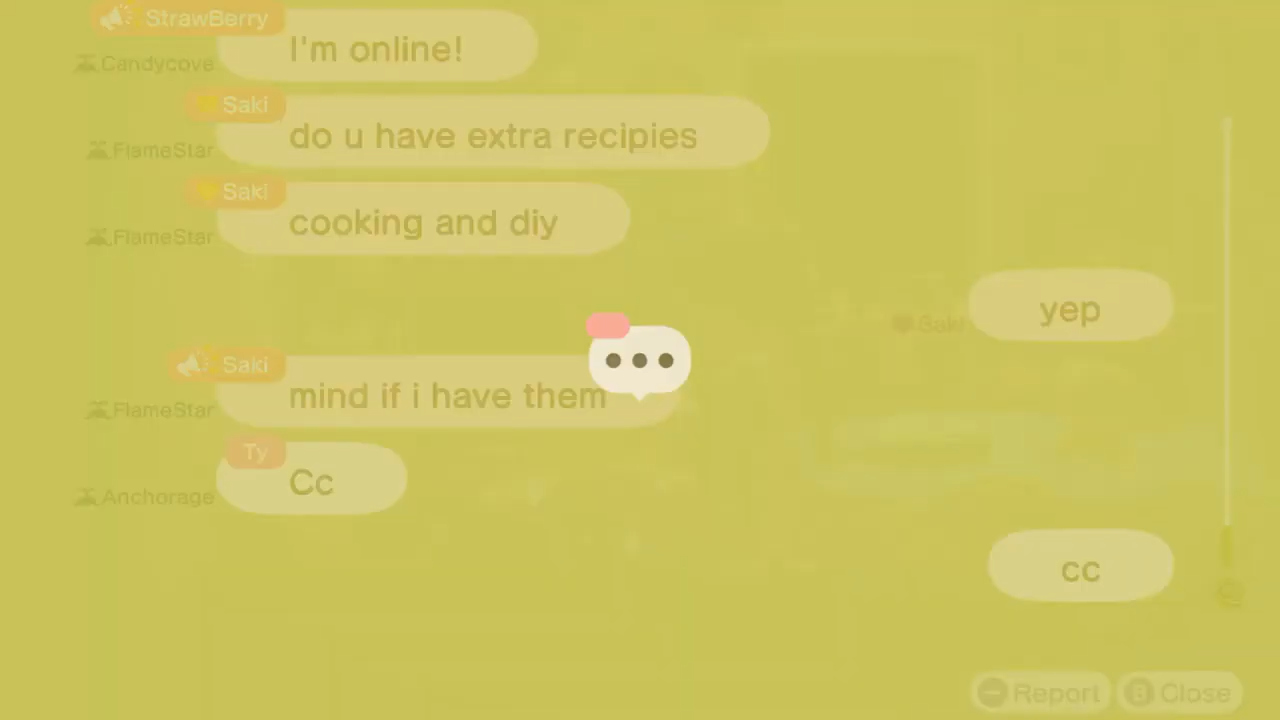 StrawBerry
I'm online!
Candycove
Saki
do u have extra recipies
FlameStar
Saki
cooking and diy
FlameStar
yep
Saki
Saki
mind if i have them
FlameStar
Ty
Cc
Anchorage
cc
Report
B Close